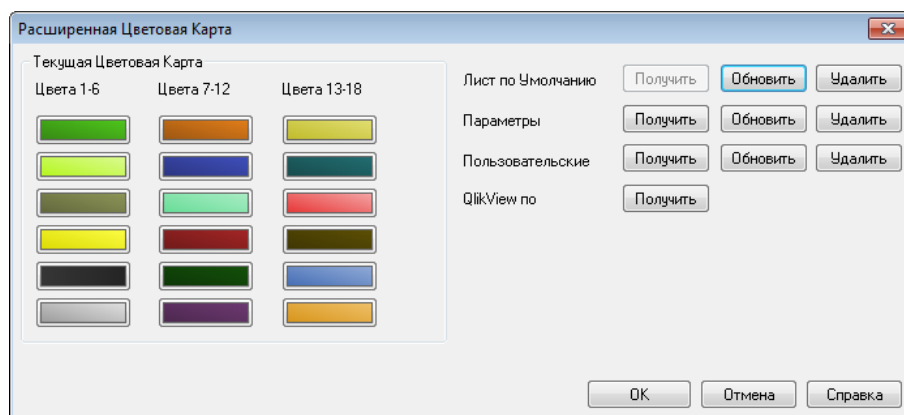 Расширенная Цветовая Карта
Текущая Цветовая Карта
Цвета 1-6 Цвета 7-12 Цвета 13-18
Лист по Умолчанию Получить Обновить Удалить
Параметры Получить Обновить Удалить
Пользовательские Получить Обновить Удалить
QlikView по Получить
OK Отмена Справка